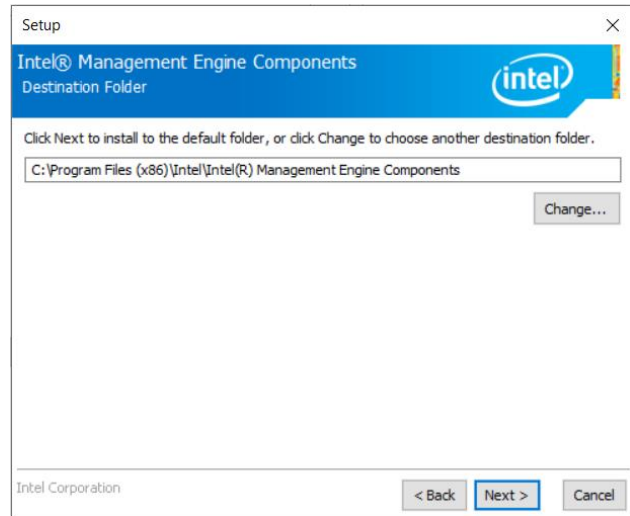 Setup
Intel® Management Engine Components
Destination Folder
intel
Click Next to install to the default folder, or click Change to choose another destination folder.
C:\Program Files (x86)\Intel\Intel(R) Management Engine Components
Change...
Intel Corporation
< Back
Next >
Cancel